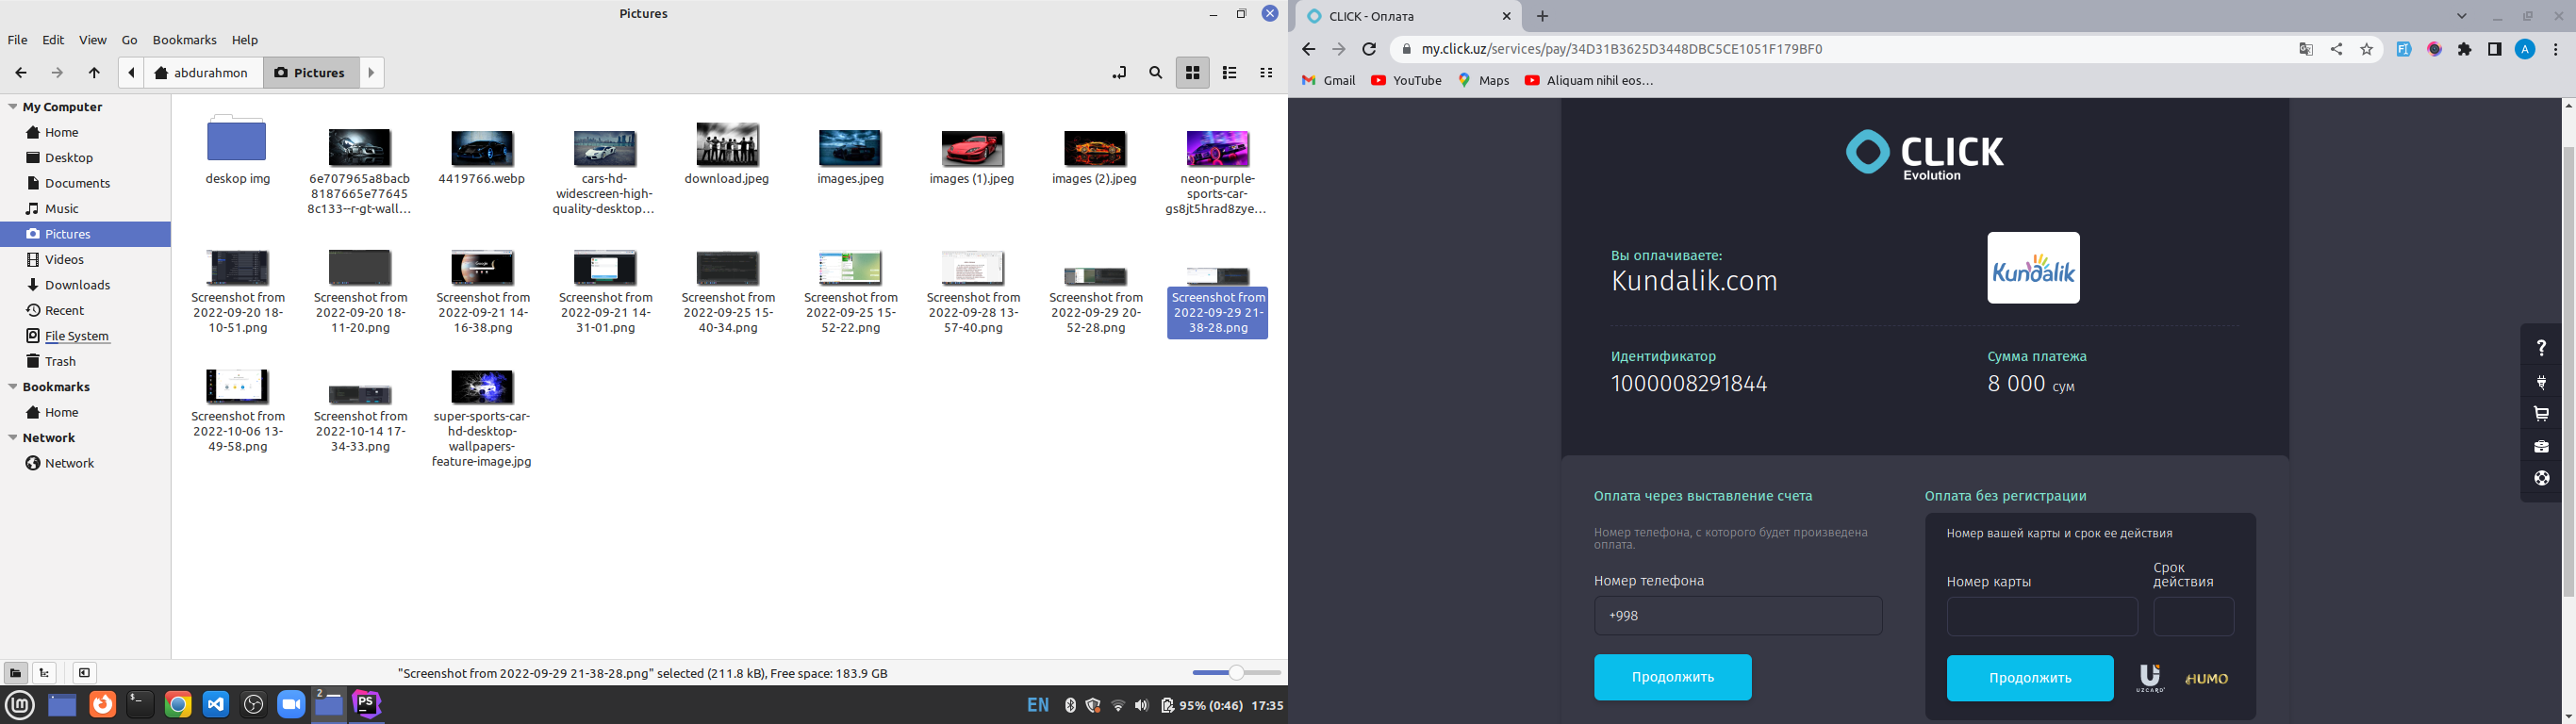 Pictures
File Edit View Go Bookmarks Help
abdurahmon Pictures
My Computer
Home
Desktop
Documents
Music
Pictures
Videos
Downloads
Recent
File System
Trash
Bookmarks
Home
Network
Network
deskop img
6e707965a8bacb
8187665e77645
8c133--r-gt-wall...
4419766.webp
cars-hd-
widescreen-high-
quality-desktop...
download.jpeg
images.jpeg
images (1).jpeg
images (2).jpeg
neon-purple-
sports-car-
gs8jt5hrad8zye...
Screenshot from
2022-09-20 18-
10-51.png
Screenshot from
2022-09-20 18-
11-20.png
Screenshot from
2022-09-21 14-
16-38.png
Screenshot from
2022-09-21 14-
31-01.png
Screenshot from
2022-09-25 15-
40-34.png
Screenshot from
2022-09-25 15-
52-22.png
Screenshot from
2022-09-28 13-
57-40.png
Screenshot from
2022-09-29 20-
52-28.png
Screenshot from
2022-09-29 21-
38-28.png
Screenshot from
2022-10-06 13-
49-58.png
Screenshot from
2022-10-14 17-
34-33.png
super-sports-car-
hd-desktop-
wallpapers-
feature-image.jpg
"Screenshot from 2022-09-29 21-38-28.png" selected (211.8 kB), Free space: 183.9 GB
2
PS
EN 95% (0:46) 17:35
CLICK - Оплата
my.click.uz/services/pay/34D31B3625D3448DBC5CE1051F179BF0
A
Gmail YouTube Maps Aliquam nihil eos...
CLICK
Evolution
Вы оплачиваете:
Kundalik.com
Kundalik
Идентификатор
1000008291844
Сумма платежа
8 000 сум
Оплата через выставление счета
Номер телефона, с которого будет произведена
оплата.
Номер телефона
+998
Продолжить
Оплата без регистрации
Номер вашей карты и срок ее действия
Номер карты
Срок
действия
Продолжить
UZCARD
HUMO